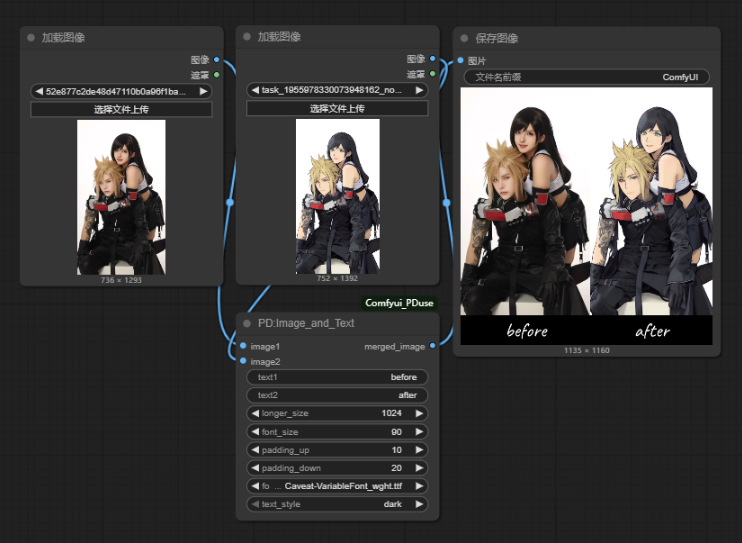 加载图像
图像
遮罩
52e877c2de48d47110b0a96f1ba...
选择文件上传
736 × 1293
加载图像
图像
遮罩
task_1955978330073948162_no...
选择文件上传
752 × 1392
保存图像
图片
文件名前缀 ComfyUI
before after
1135 × 1160
Comfyui_PDuse
PD:Image_and_Text
image1 merged_image
image2
text1 before
text2 after
longer_size 1024
font_size 90
padding_up 10
padding_down 20
fo ... Caveat-VariableFont_wght.ttf
text_style dark